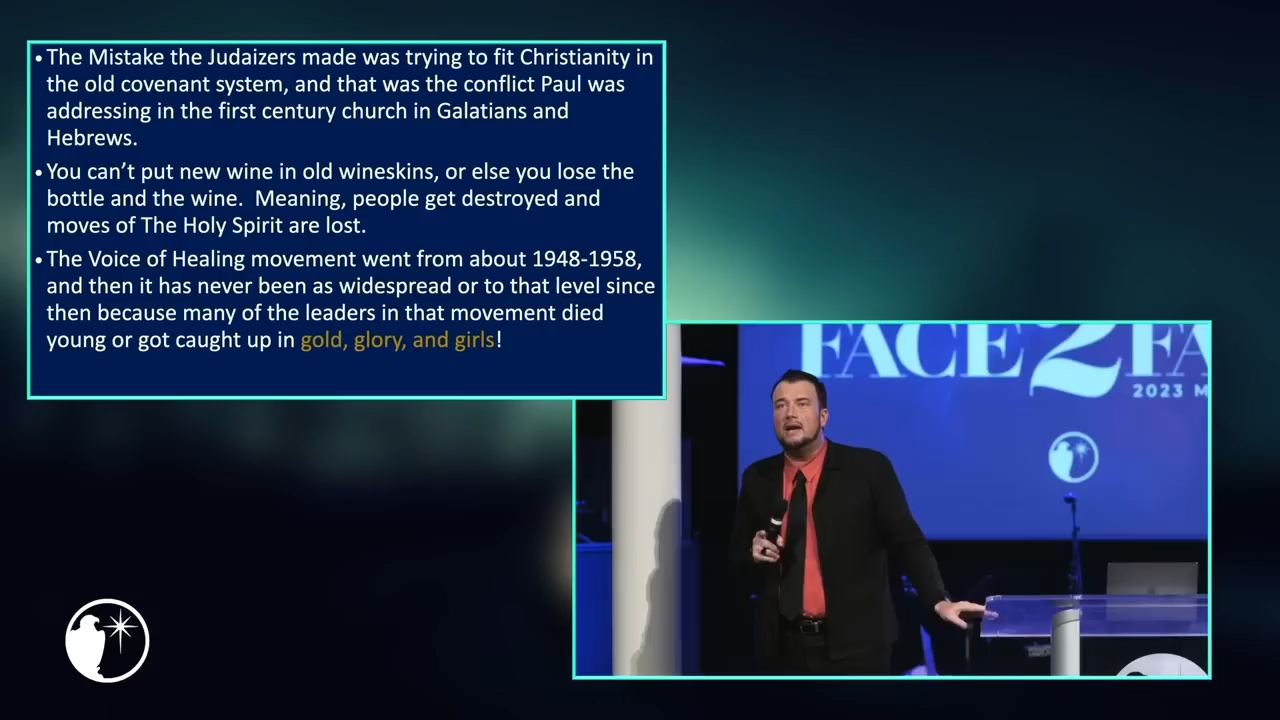 • The Mistake the Judaizers made was trying to fit Christianity in
the old covenant system, and that was the conflict Paul was
addressing in the first century church in Galatians and
Hebrews.
• You can’t put new wine in old wineskins, or else you lose the
bottle and the wine.  Meaning, people get destroyed and
moves of The Holy Spirit are lost.
• The Voice of Healing movement went from about 1948-1958,
and then it has never been as widespread or to that level since
then because many of the leaders in that movement died
young or got caught up in gold, glory, and girls!
FACE2FA
2023 M